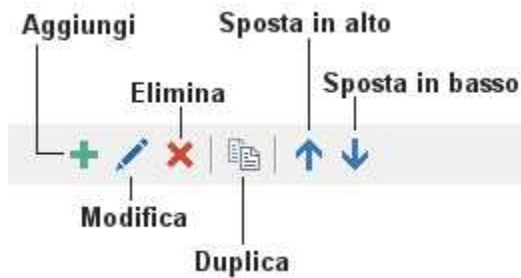 Aggiungi
Sposta in alto
Elimina
Sposta in basso
Modifica
Duplica